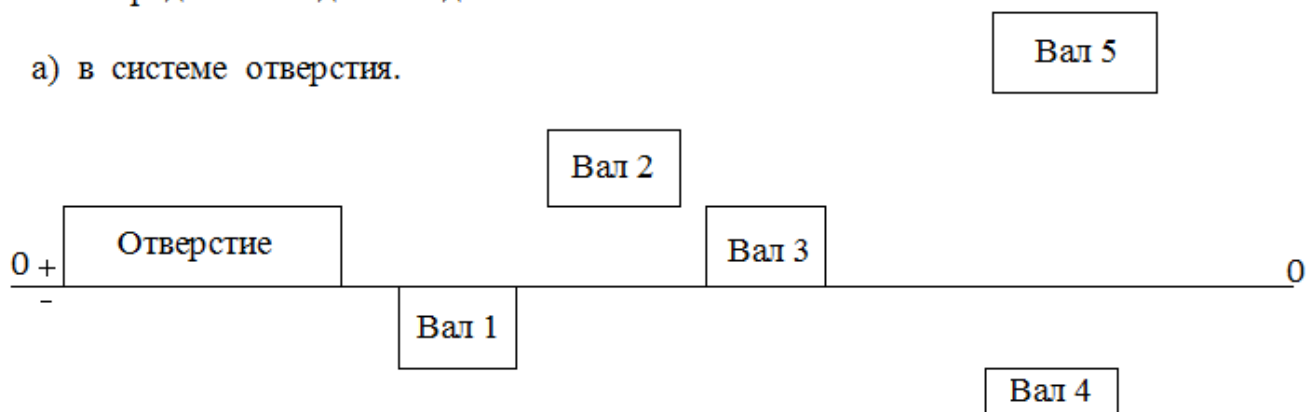 Вал 5
а) в системе отверстия.
Вал 2
Отверстие
Вал 3
0 +
0
-
Вал 1
Вал 4